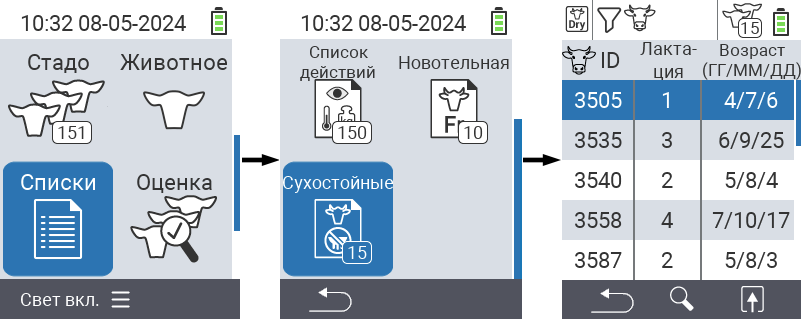 10:32 08-05-2024
Стадо
Животное
151
Списки
Оценка
Свет вкл.
10:32 08-05-2024
Список
действий
Новотельная
150
Fr
10
Сухостойные
15
Dry
15
ID
Лакта-
ция
Возраст
(ГГ/ММ/ДД)
3505 1 4/7/6
3535 3 6/9/25
3540 2 5/8/4
3558 4 7/10/17
3587 2 5/8/3